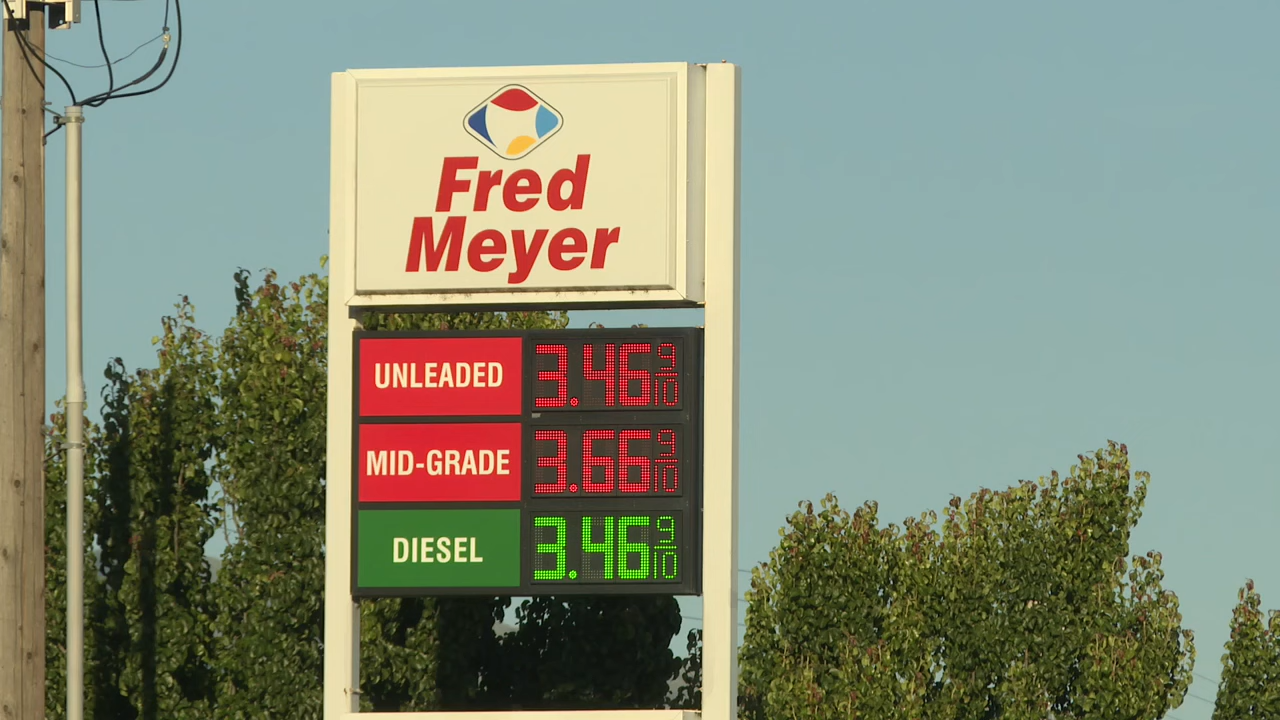 Fred
Meyer
UNLEADED 3.46 9/10
MID-GRADE 3.66 9/10
DIESEL 3.46 9/10